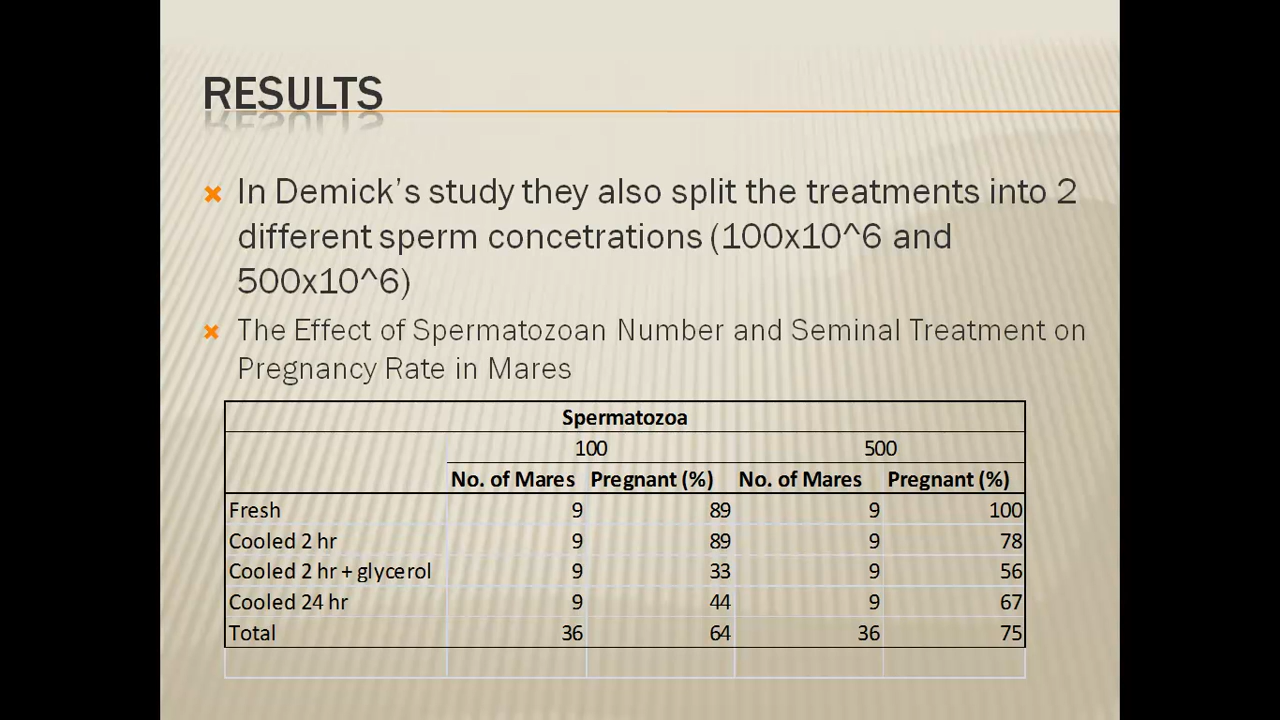 RESULTS
In Demick's study they also split the treatments into 2
different sperm concetrations (100x10^6 and
500x10^6)
The Effect of Spermatozoan Number and Seminal Treatment on
Pregnancy Rate in Mares
Spermatozoa
100 500
No. of Mares Pregnant (%) No. of Mares Pregnant (%)
Fresh 9 89 9 100
Cooled 2 hr 9 89 9 78
Cooled 2 hr + glycerol 9 33 9 56
Cooled 24 hr 9 44 9 67
Total 36 64 36 75